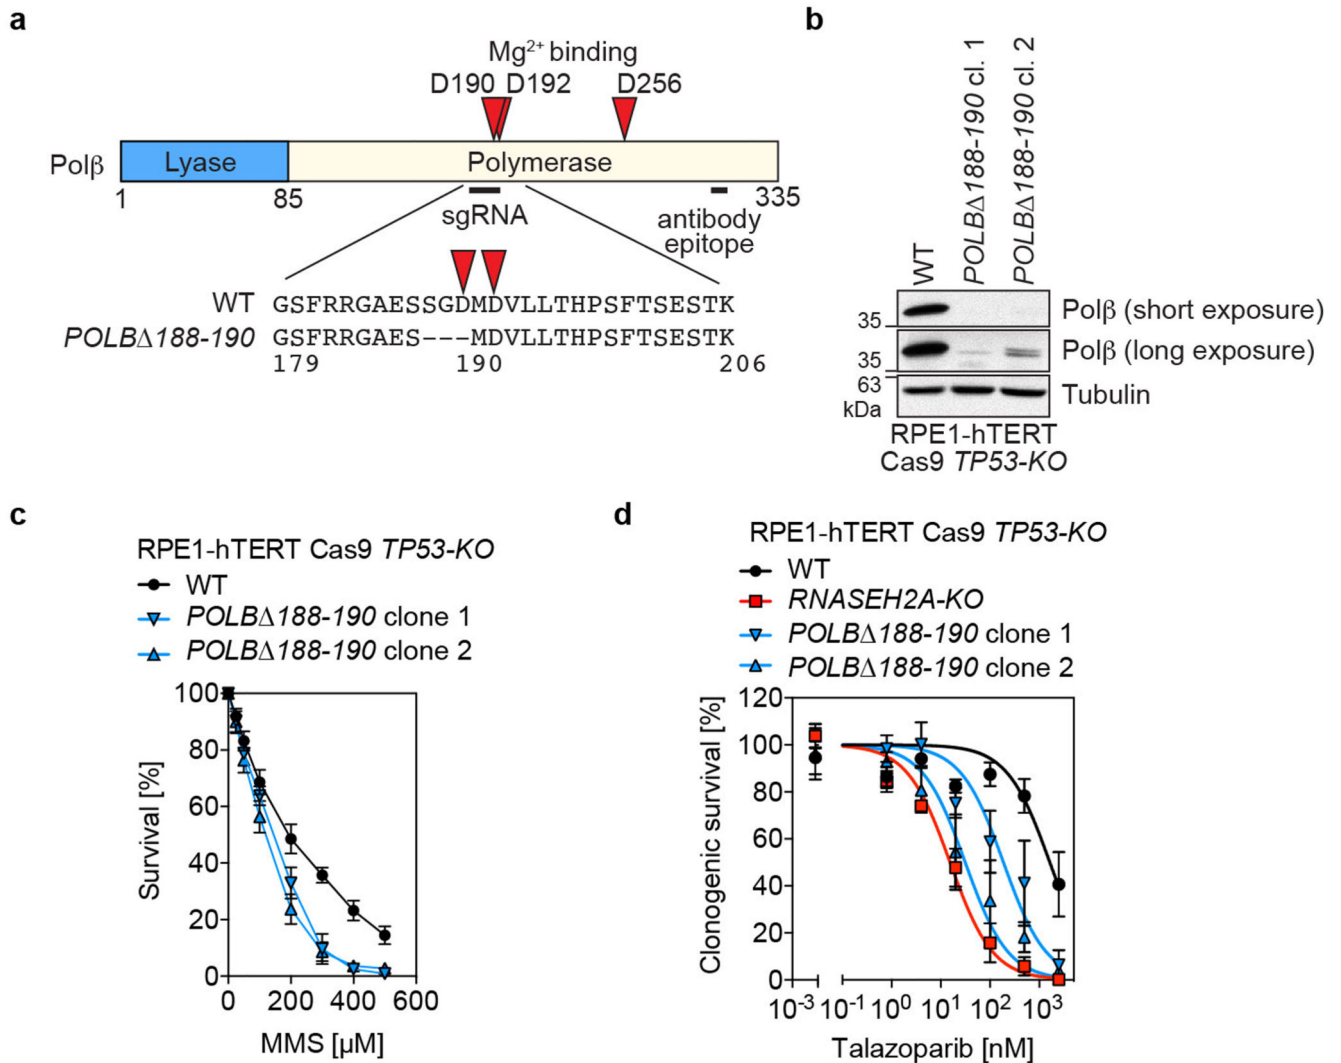 a
Mg²⁺ binding
D190 D192 D256
Polβ Lyase Polymerase
1 85 335
sgRNA antibody
epitope
WT GSFRRGAESSGDMDVLLTHPSFTSESTK
POLBΔ188-190 GSFRRGAES---MDVLLTHPSFTSESTK
179 190 206
b
WT
POLBΔ188-190 cl. 1
POLBΔ188-190 cl. 2
35 Polβ (short exposure)
35 Polβ (long exposure)
63 Tubulin
kDa
RPE1-hTERT
Cas9 TP53-KO
c
RPE1-hTERT Cas9 TP53-KO
WT
POLBΔ188-190 clone 1
POLBΔ188-190 clone 2
Survival [%]
100
80
60
40
20
0
0 200 400 600
MMS [µM]
d
RPE1-hTERT Cas9 TP53-KO
WT
RNASEH2A-KO
POLBΔ188-190 clone 1
POLBΔ188-190 clone 2
Clonogenic survival [%]
120
100
80
60
40
20
0
10⁻³ 10⁻¹ 10⁰ 10¹ 10² 10³
Talazoparib [nM]